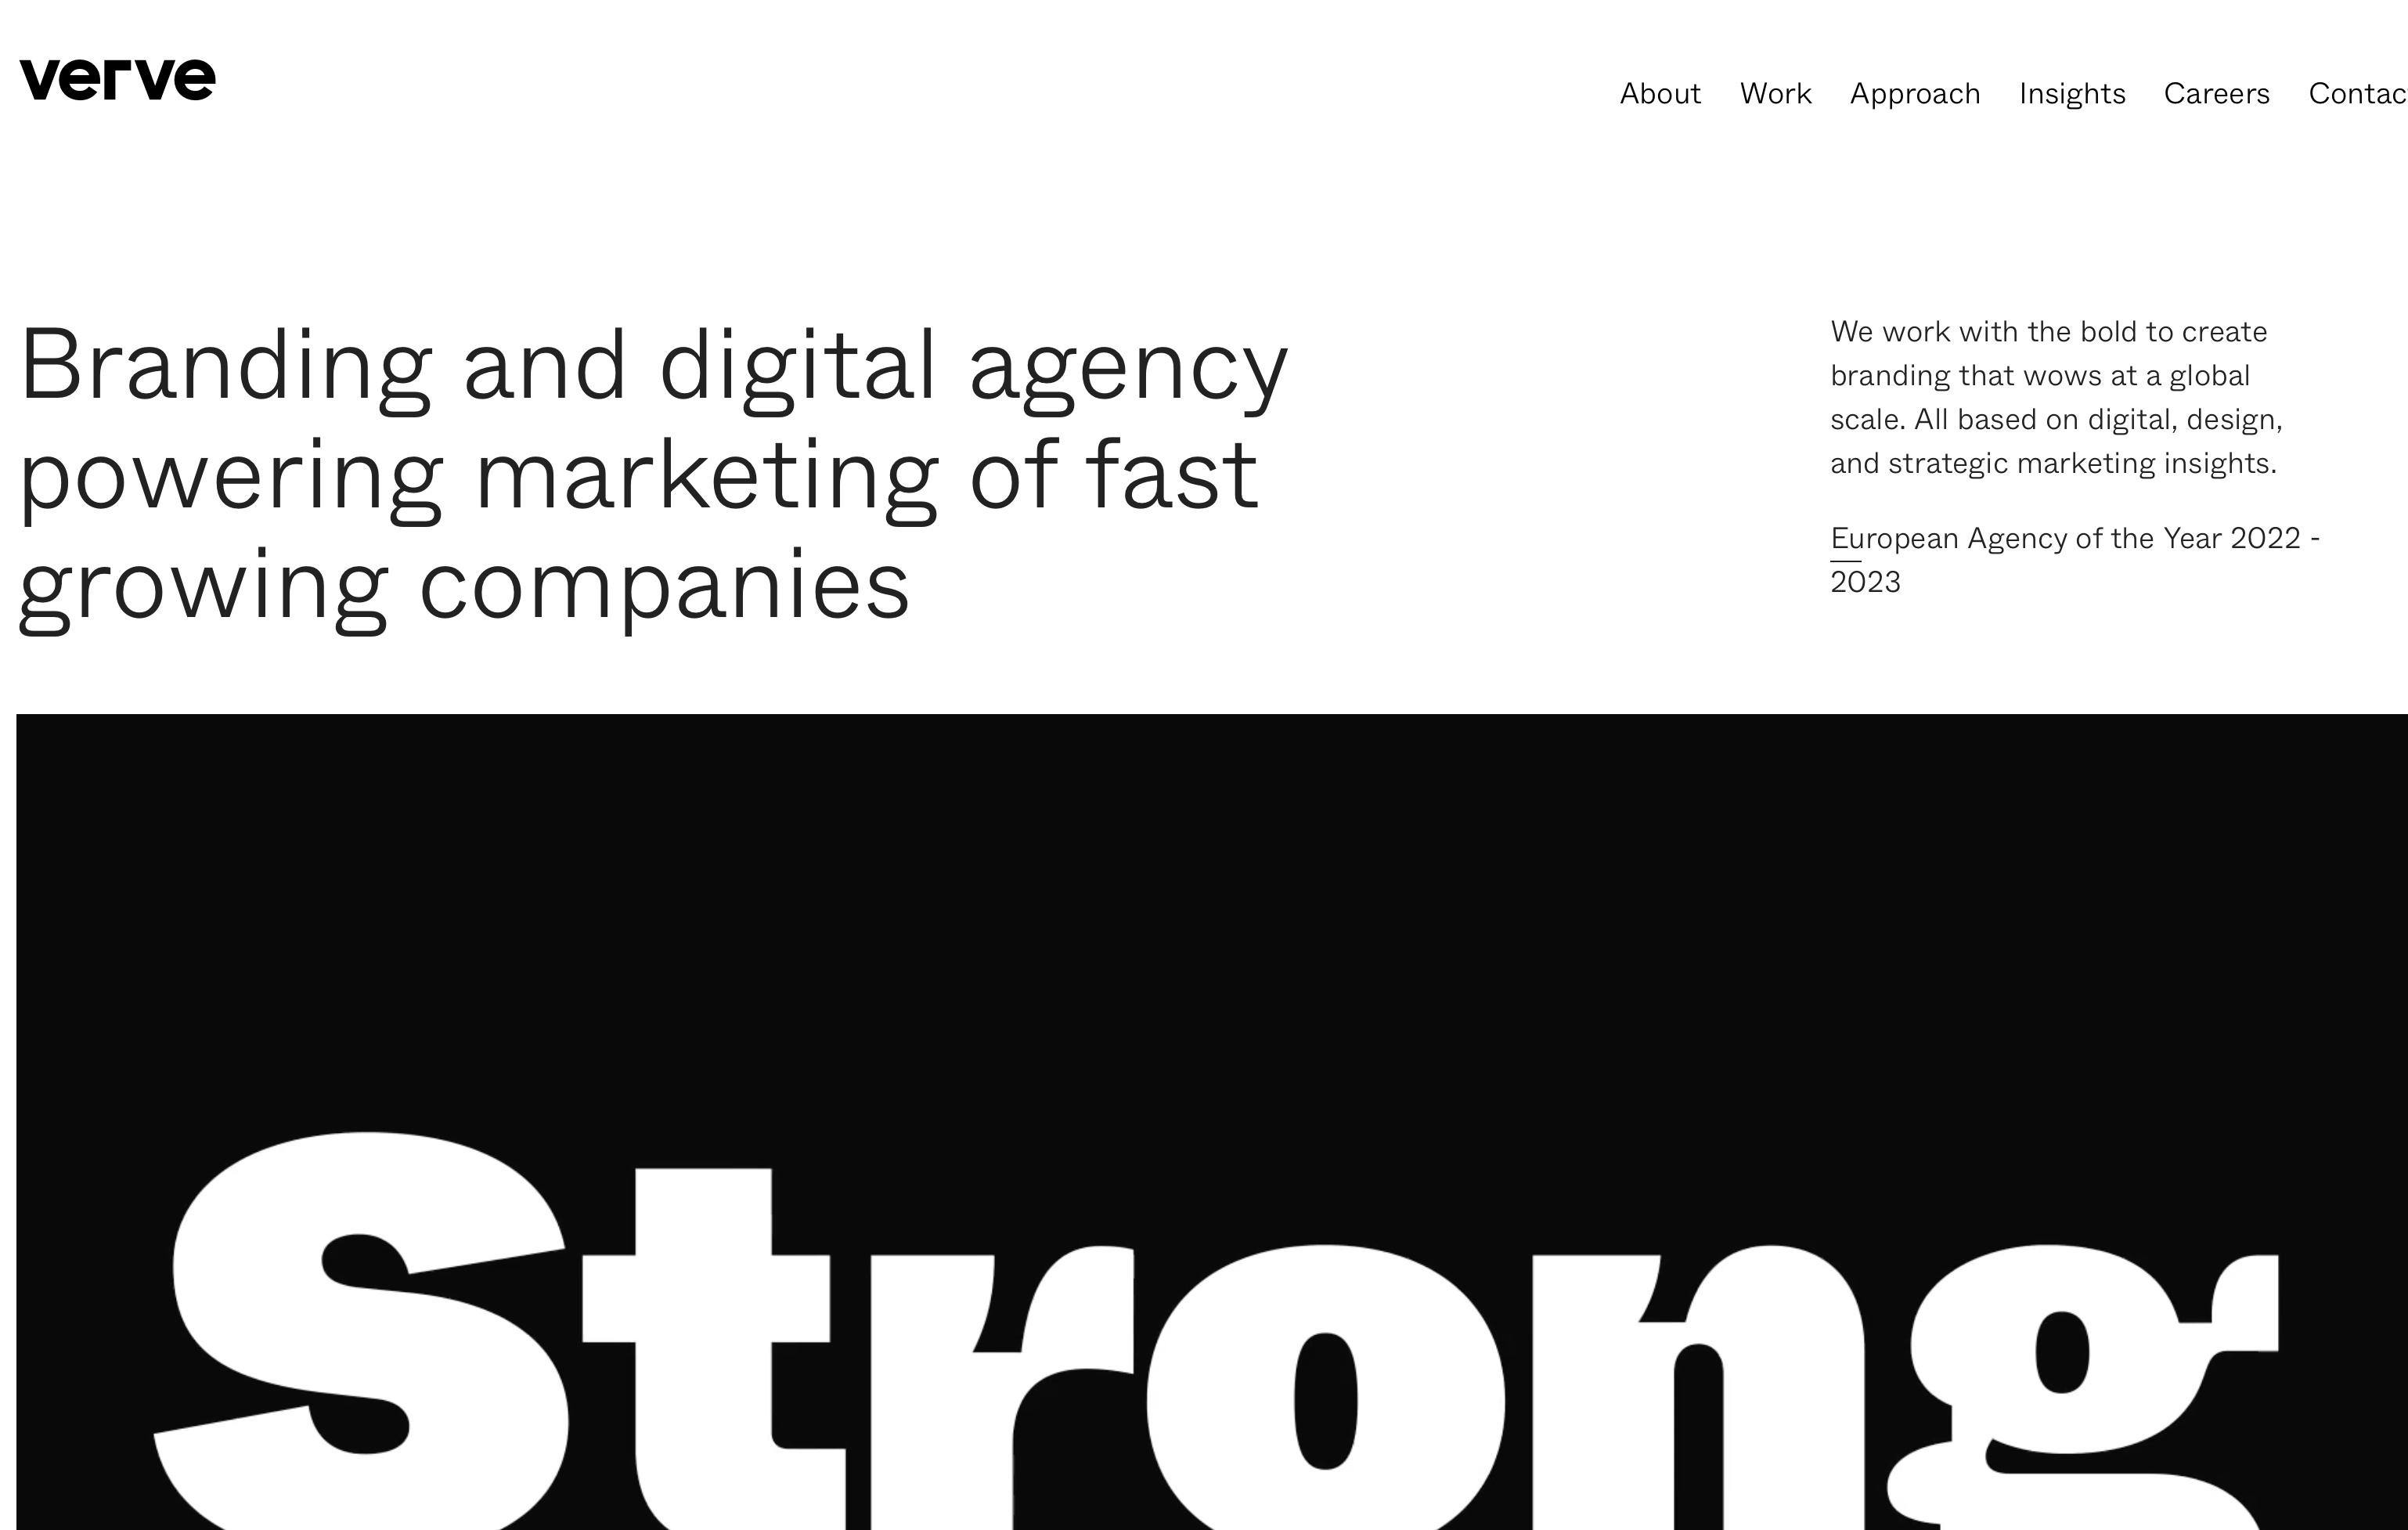 verve
About Work Approach Insights Careers Contac
Branding and digital agency
powering marketing of fast
growing companies
We work with the bold to create
branding that wows at a global
scale. All based on digital, design,
and strategic marketing insights.
European Agency of the Year 2022 -
2023
Strong